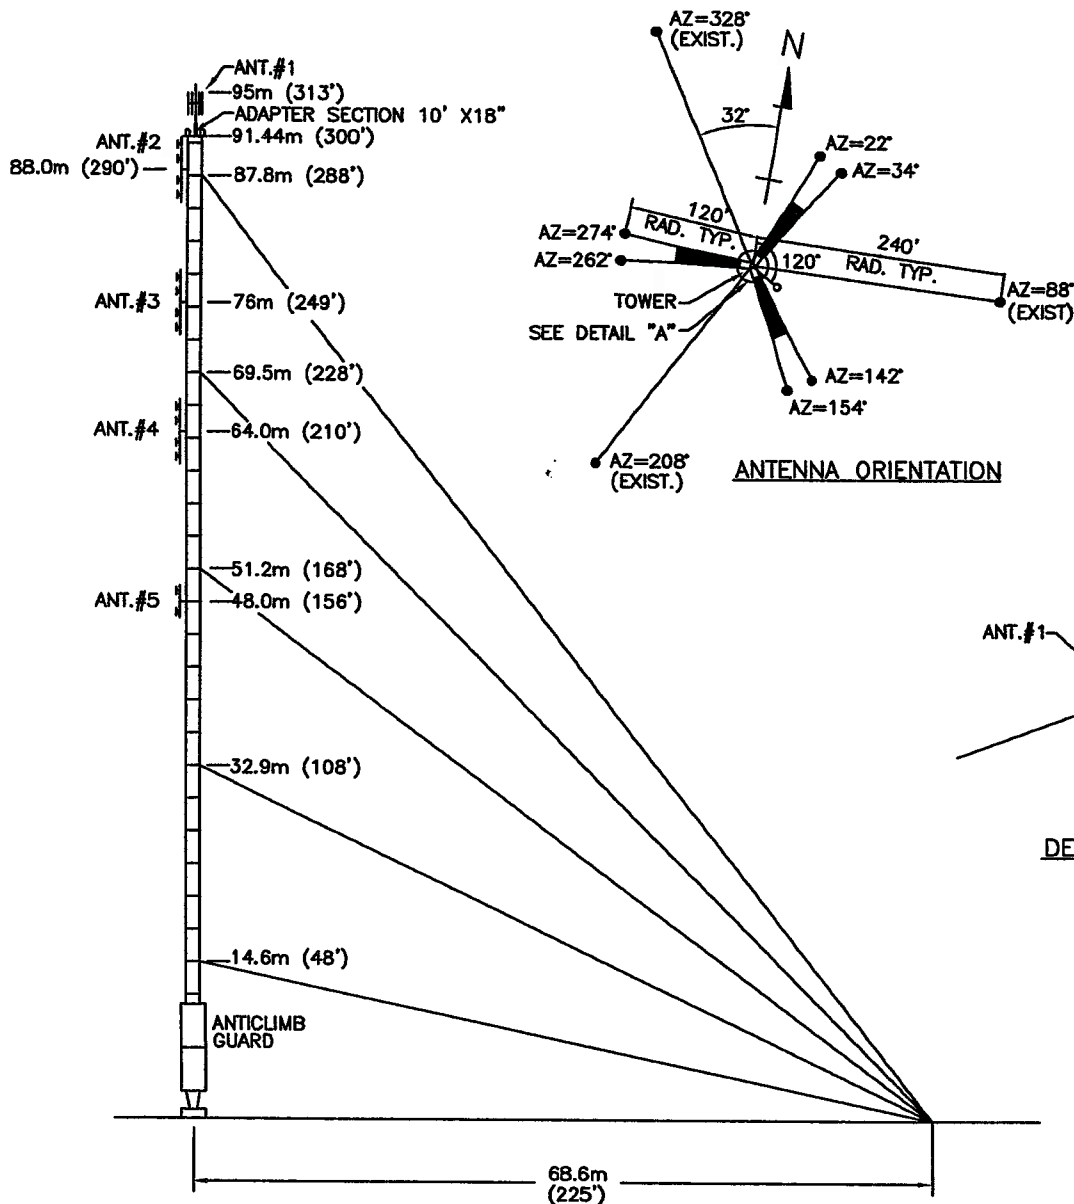 ANT.#1
95m (313')
ADAPTER SECTION 10' X18"
ANT.#2
91.44m (300')
88.0m (290')
87.8m (288')
ANT.#3
76m (249')
69.5m (228')
ANT.#4
64.0m (210')
51.2m (168')
ANT.#5
48.0m (156')
32.9m (108')
14.6m (48')
ANTICLIMB
GUARD
68.6m
(225')
AZ=328°
(EXIST.)
N
32°
AZ=22°
AZ=34°
120'
RAD. TYP.
AZ=274°
AZ=262°
240'
RAD. TYP.
120°
AZ=88°
(EXIST)
TOWER
SEE DETAIL "A"
AZ=142°
AZ=154°
AZ=208°
(EXIST.)
ANTENNA ORIENTATION
ANT.#1
DE